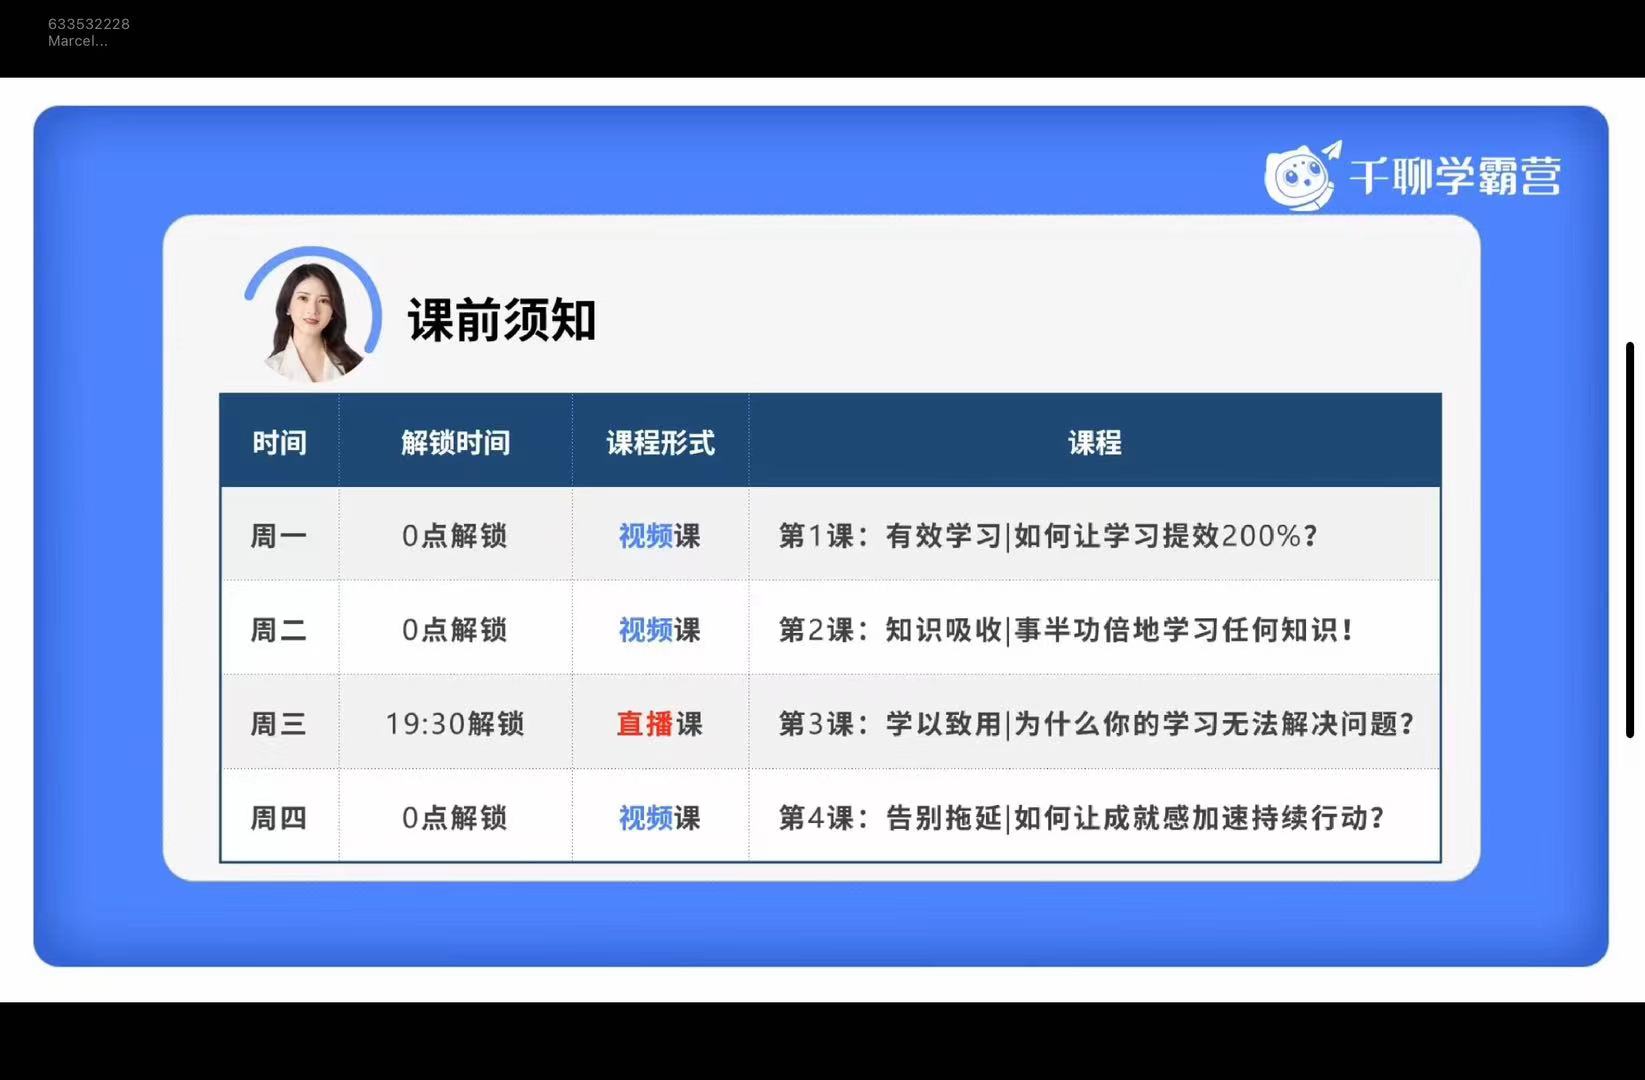 633532228
Marcel...
千聊学霸营
课前须知
时间 解锁时间 课程形式 课程
周一 0点解锁 视频课 第1课：有效学习|如何让学习提效200%？
周二 0点解锁 视频课 第2课：知识吸收|事半功倍地学习任何知识！
周三 19:30解锁 直播课 第3课：学以致用|为什么你的学习无法解决问题？
周四 0点解锁 视频课 第4课：告别拖延|如何让成就感加速持续行动？